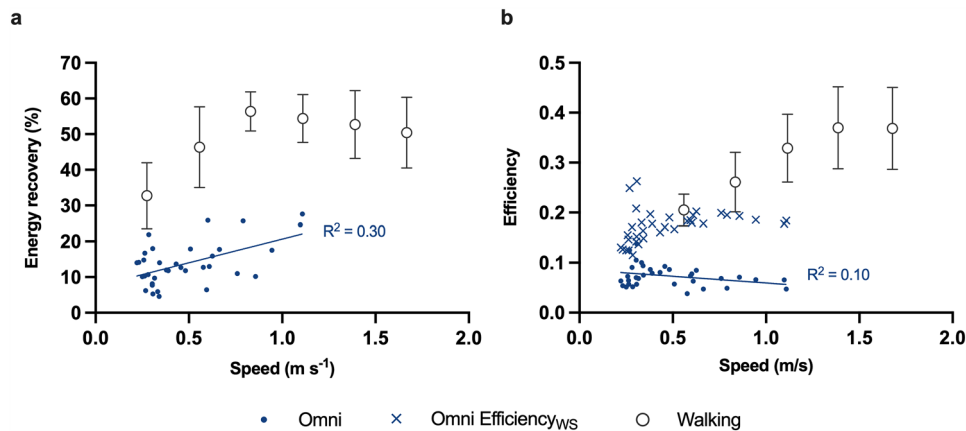 a
b
70
60
50
40
30
20
10
0
Energy recovery (%)
R² = 0.30
0.0 0.5 1.0 1.5 2.0
Speed (m s⁻¹)
0.5
0.4
0.3
0.2
0.1
0.0
Efficiency
R² = 0.10
0.0 0.5 1.0 1.5 2.0
Speed (m/s)
Omni Omni EfficiencyWS Walking